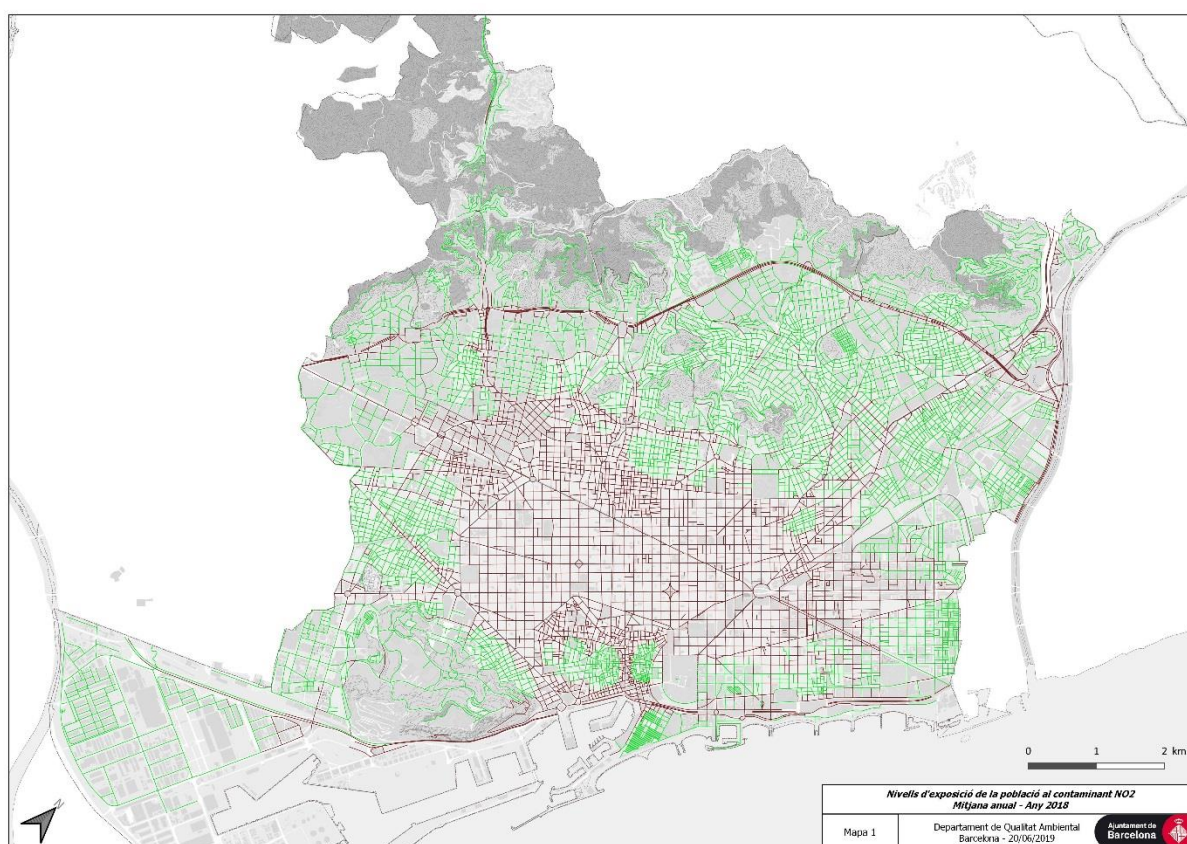 N
0 1 2 km
Nivells d'exposició de la població al contaminant NO2
Mitjana anual - Any 2018
Mapa 1
Departament de Qualitat Ambiental
Barcelona - 20/06/2019
Ajuntament de
Barcelona